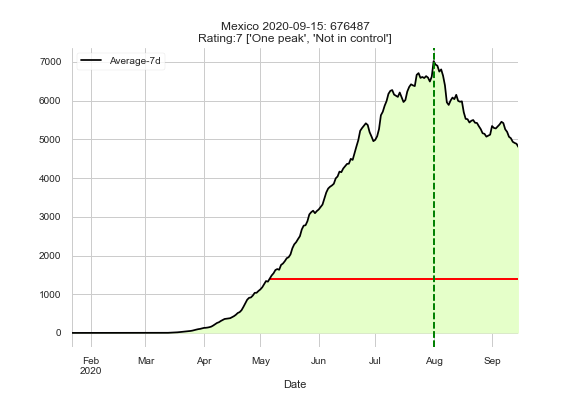 Mexico 2020-09-15: 676487
Rating:7 ['One peak', 'Not in control']
Average-7d
7000
6000
5000
4000
3000
2000
1000
0
Feb Mar Apr May Jun Jul Aug Sep
2020
Date